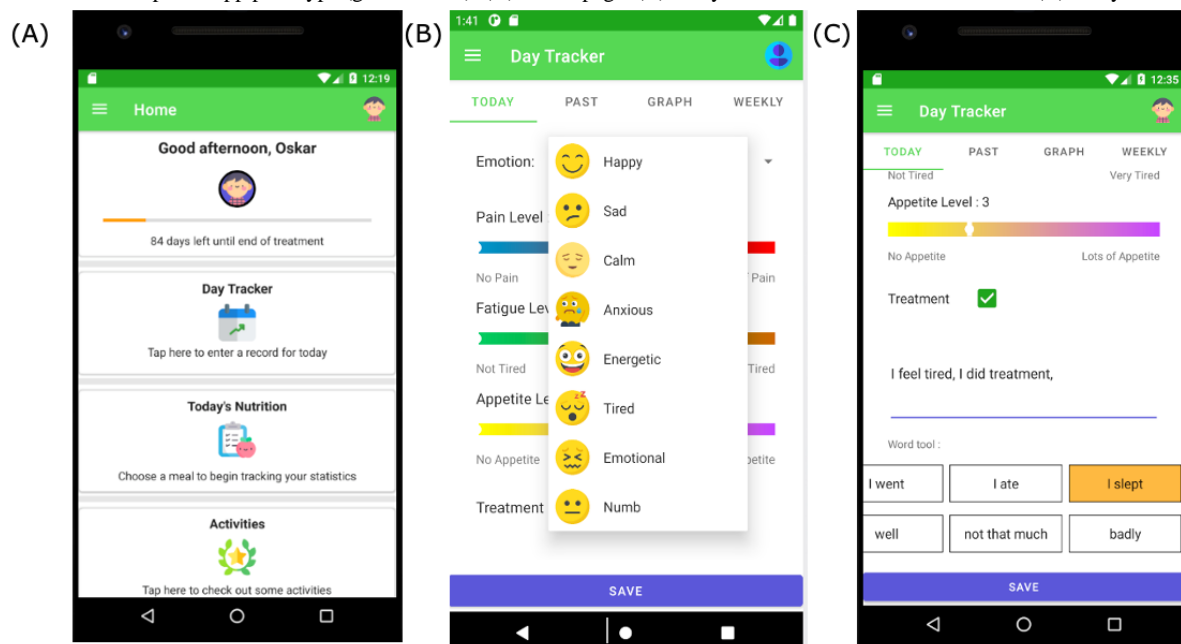 (A)
12:19
Home
Good afternoon, Oskar
84 days left until end of treatment
Day Tracker
Tap here to enter a record for today
Today's Nutrition
Choose a meal to begin tracking your statistics
Activities
Tap here to check out some activities
(B)
1:41
Day Tracker
TODAY PAST GRAPH WEEKLY
Emotion:
Happy
Sad
Calm
Anxious
Energetic
Tired
Emotional
Numb
Pain Level
No Pain Pain
Fatigue Lev
Not Tired Tired
Appetite Le
No Appetite petite
Treatment
SAVE
(C)
12:35
Day Tracker
TODAY PAST GRAPH WEEKLY
Not Tired Very Tired
Appetite Level : 3
No Appetite Lots of Appetite
Treatment
I feel tired, I did treatment,
Word tool :
I went I ate I slept
well not that much badly
SAVE